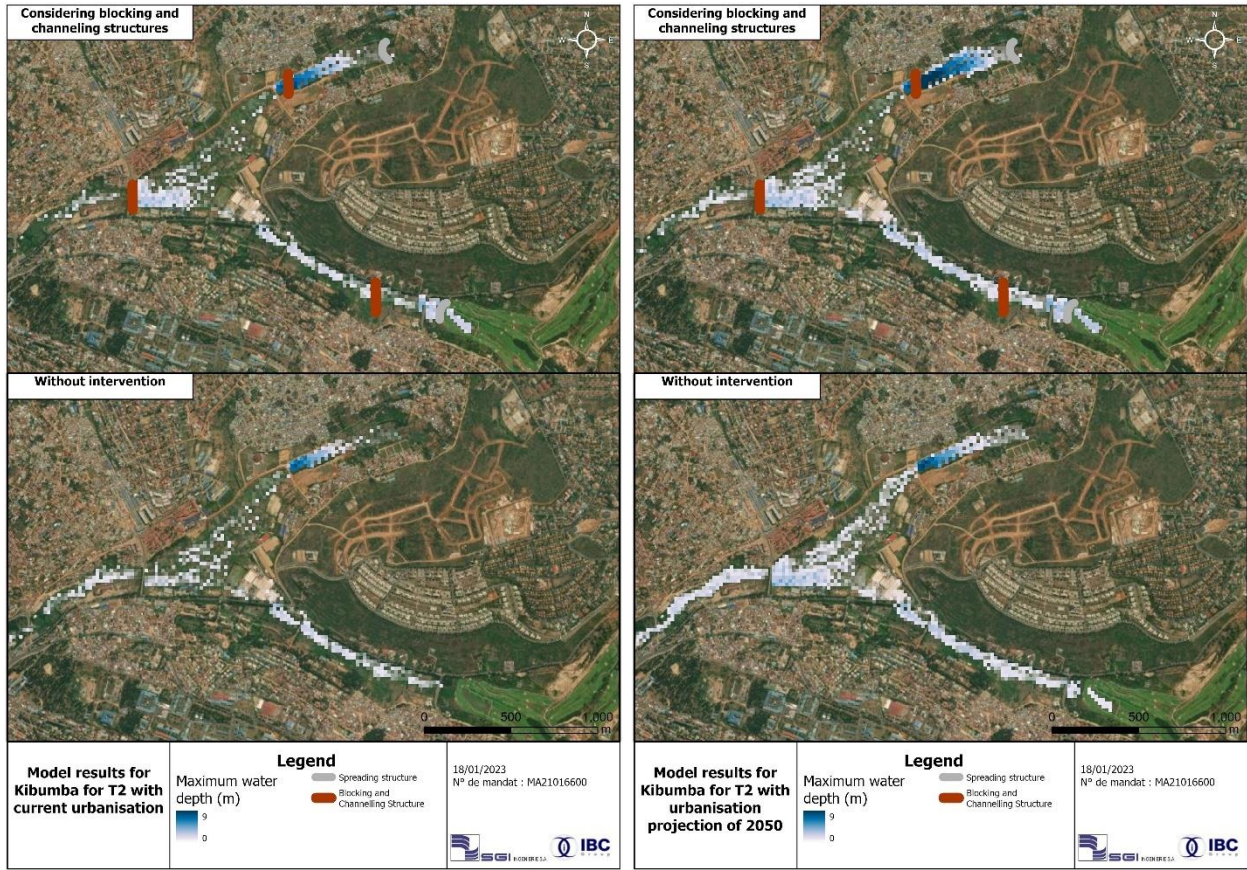 Considering blocking and
channeling structures
N
W
E
S
Without intervention
0
500
1,000
m
Model results for
Kibumba for T2 with
current urbanisation
Legend
Maximum water
depth (m)
9
0
Spreading structure
Blocking and
Channelling Structure
18/01/2023
N° de mandat : MA21016600
SGI INGENIERIE S.A
IBC
Group
Considering blocking and
channeling structures
N
W
E
S
Without intervention
0
500
1,000
m
Model results for
Kibumba for T2 with
urbanisation
projection of 2050
Legend
Maximum water
depth (m)
9
0
Spreading structure
Blocking and
Channelling Structure
18/01/2023
N° de mandat : MA21016600
SGI INGENIERIE S.A
IBC
Group